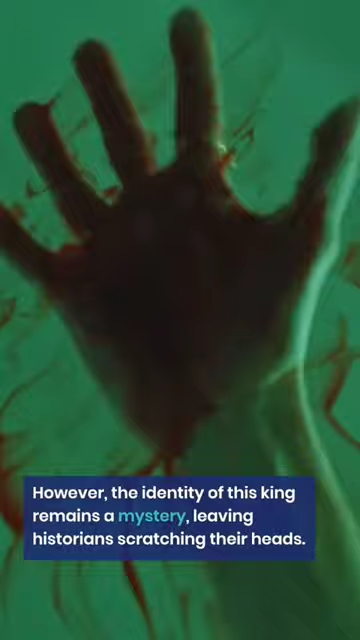 However, the identity of this king
remains a mystery, leaving
historians scratching their heads.